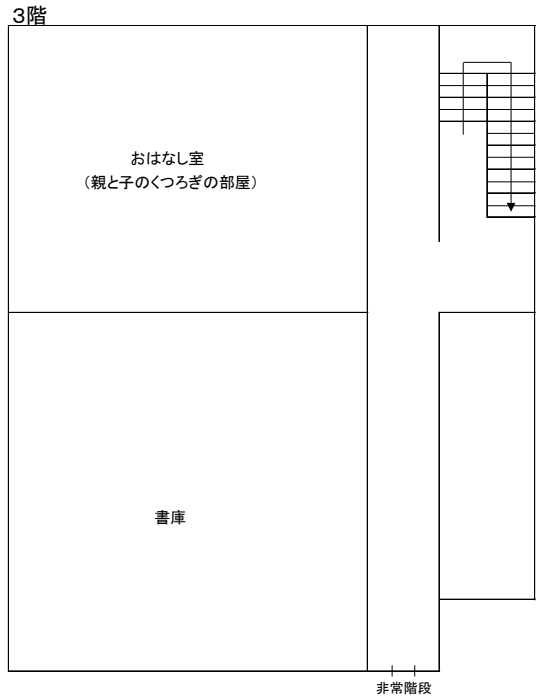 3階
おはなし室
（親と子のくつろぎの部屋）
書庫
非常階段